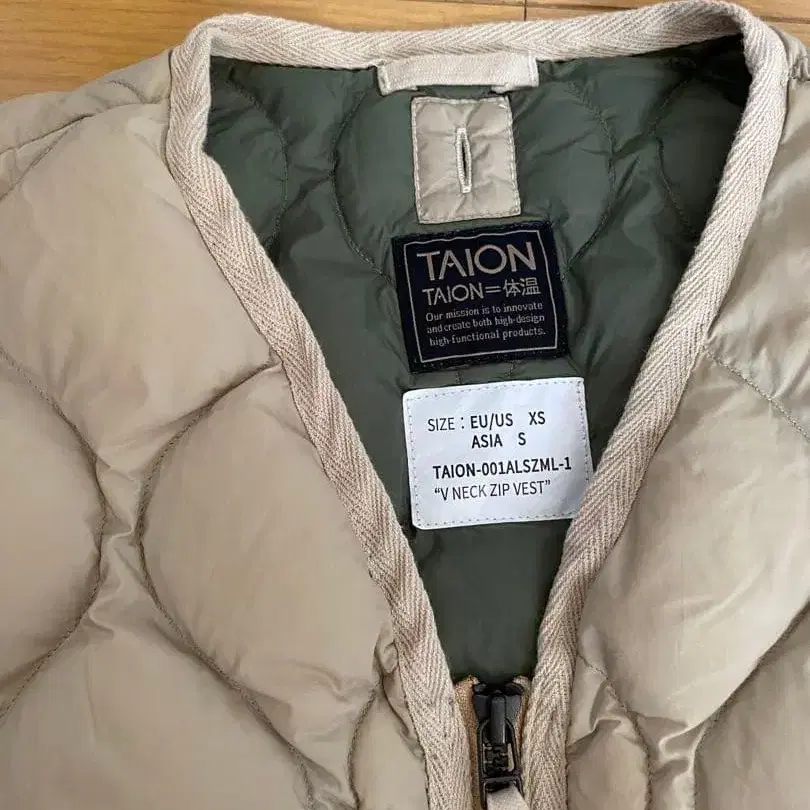 TAION
TAION=体温
Our mission is to innovate
and create both high-design
high-functional products.
SIZE : EU/US XS
ASIA S
TAION-001ALSZML-1
“V NECK ZIP VEST”